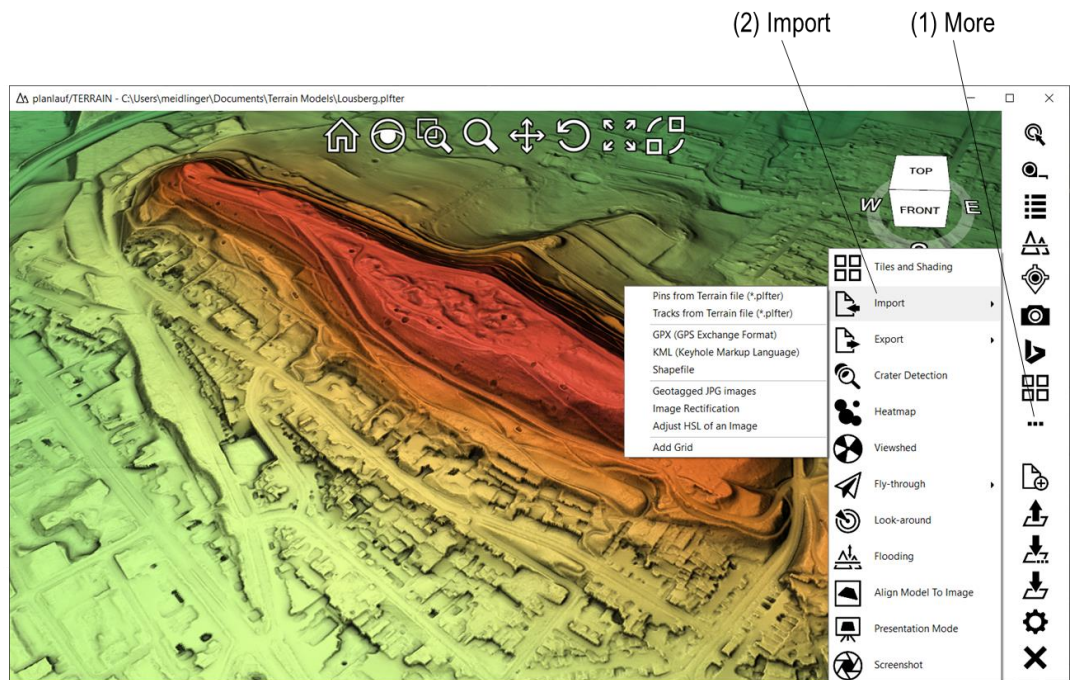 (2) Import
(1) More
planlauf/TERRAIN - C:\Users\meidlinger\Documents\Terrain Models\Lousberg.plfter
TOP
W
FRONT
E
Tiles and Shading
Import
Export
Crater Detection
Heatmap
Viewshed
Fly-through
Look-around
Flooding
Align Model To Image
Presentation Mode
Screenshot
Pins from Terrain file (*.plfter)
Tracks from Terrain file (*.plfter)
GPX (GPS Exchange Format)
KML (Keyhole Markup Language)
Shapefile
Geotagged JPG images
Image Rectification
Adjust HSL of an Image
Add Grid